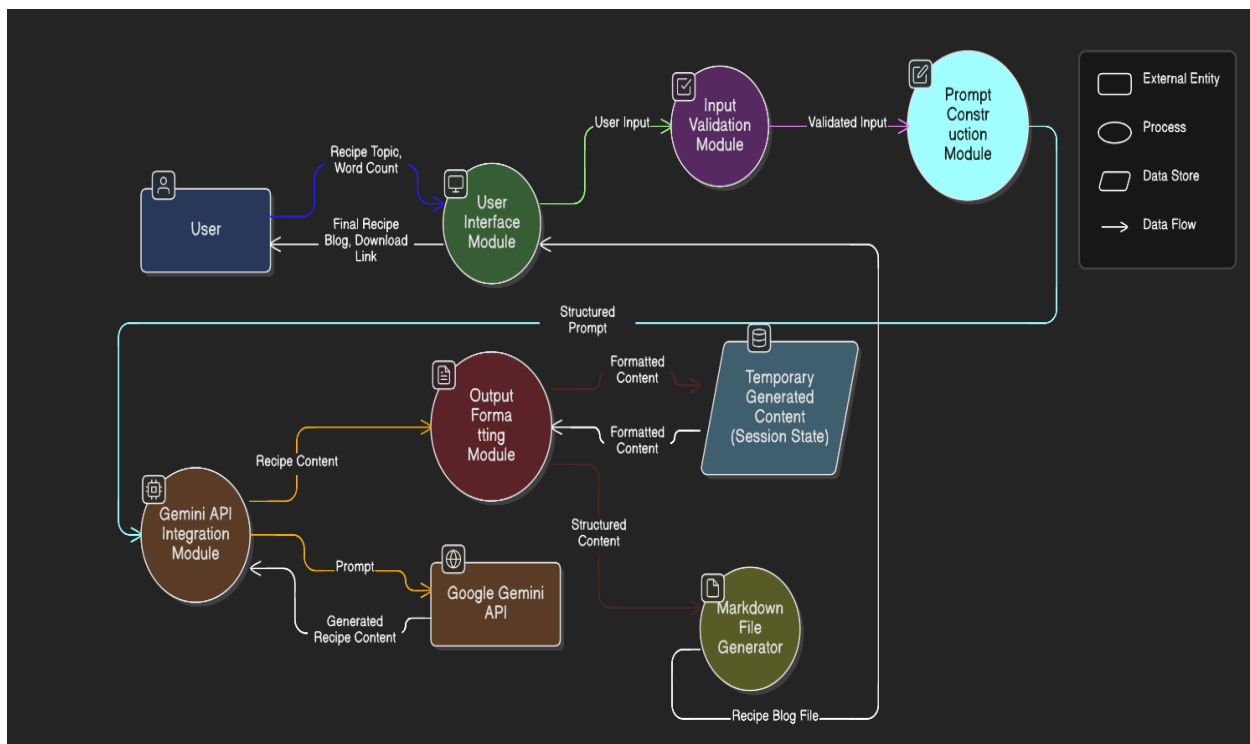 User
Recipe Topic,
Word Count
Final Recipe
Blog, Download
Link
User
Interface
Module
User Input
Input
Validation
Module
Validated Input
Prompt
Constr
uction
Module
External Entity
Process
Data Store
Data Flow
Structured
Prompt
Output
Forma
tting
Module
Formatted
Content
Formatted
Content
Temporary
Generated
Content
(Session State)
Recipe Content
Gemini API
Integration
Module
Prompt
Generated
Recipe Content
Google Gemini
API
Structured
Content
Markdown
File
Generator
Recipe Blog File